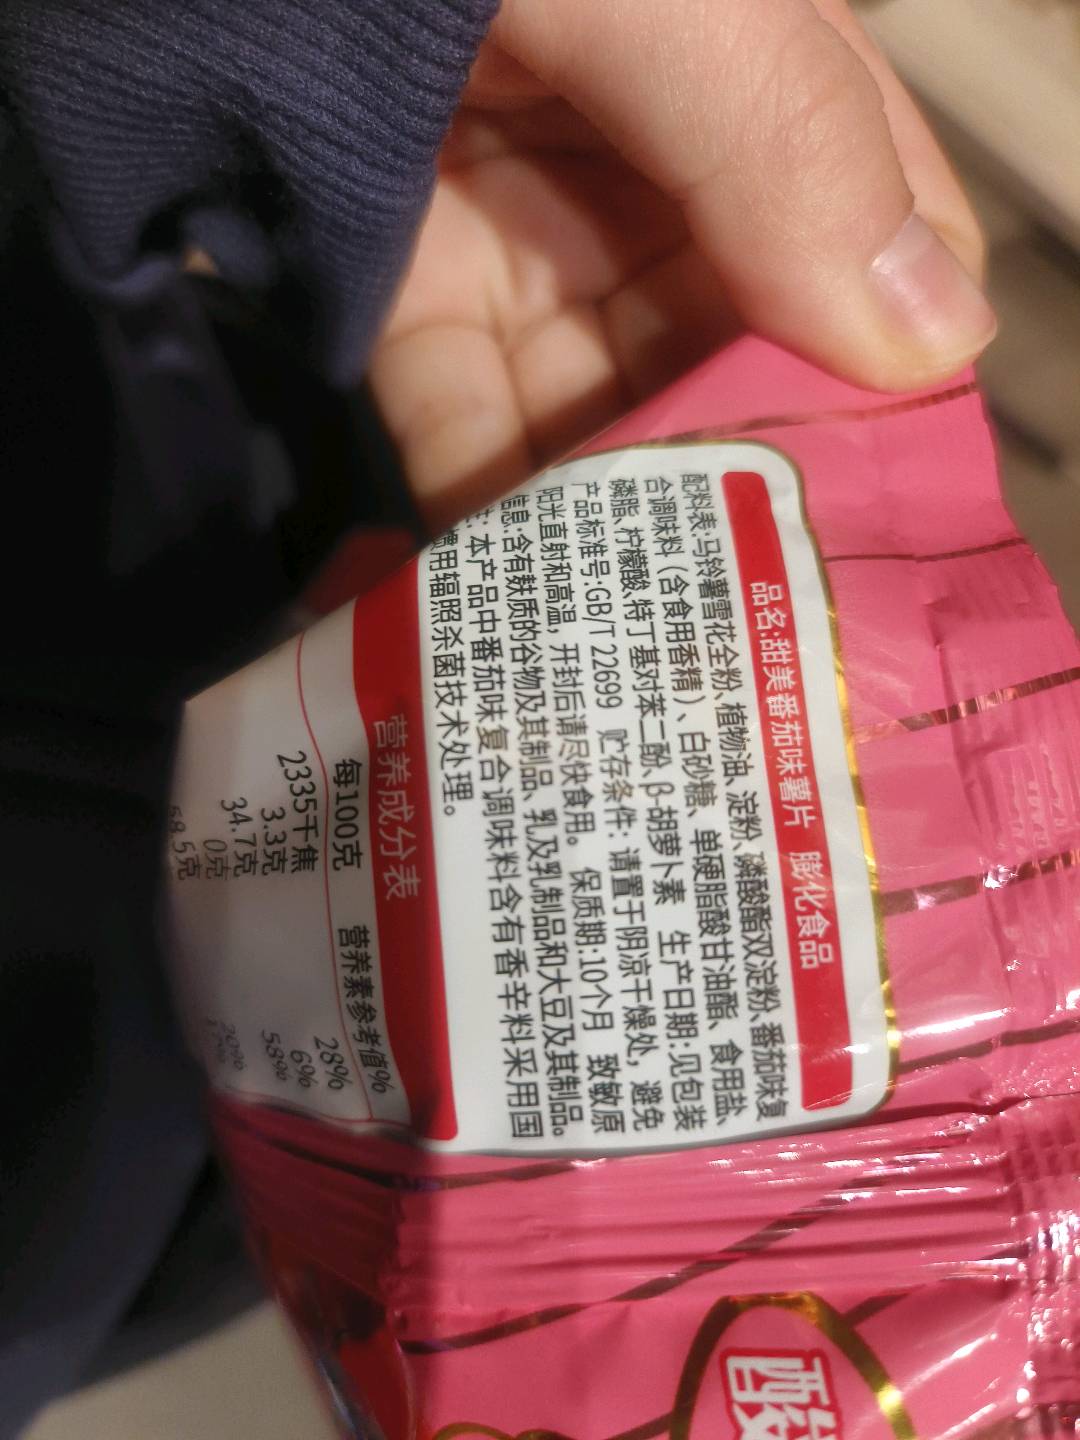 品名:甜美番茄味薯片 膨化食品
配料表:马铃薯雪花全粉、植物油、淀粉、磷酸酯双淀粉、番茄味复
合调味料（含食用香精）、白砂糖、单硬脂酸甘油酯、食用盐、
磷脂、柠檬酸、特丁基对苯二酚、β-胡萝卜素 生产日期:见包装
产品标准号:GB/T 22699 贮存条件: 请置于阴凉干燥处，避免
阳光直射和高温，开封后请尽快食用。 保质期:10个月 致敏原
信息:含有麸质的谷物及其制品、乳及乳制品和大豆及其制品。
本产品中番茄味复合调味料含有香辛料采用国
惯用辐照杀菌技术处理。
营养成分表
每100克 营养素参考值%
2335千焦 28%
3.3克 6%
34.7克 58%
0克
58.5克 20%